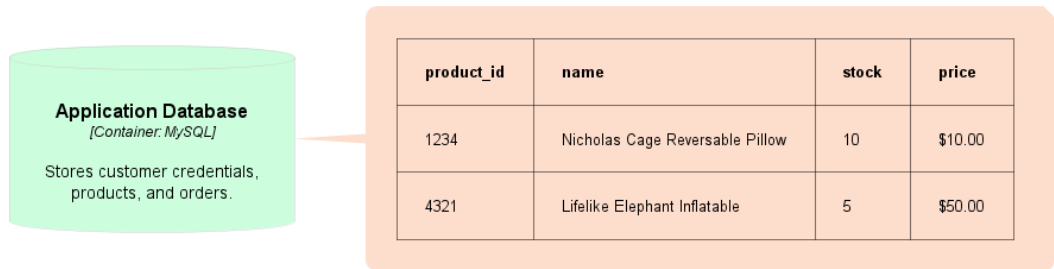 Application Database
[Container: MySQL]
Stores customer credentials,
products, and orders.
product_id name stock price
1234 Nicholas Cage Reversable Pillow 10 $10.00
4321 Lifelike Elephant Inflatable 5 $50.00